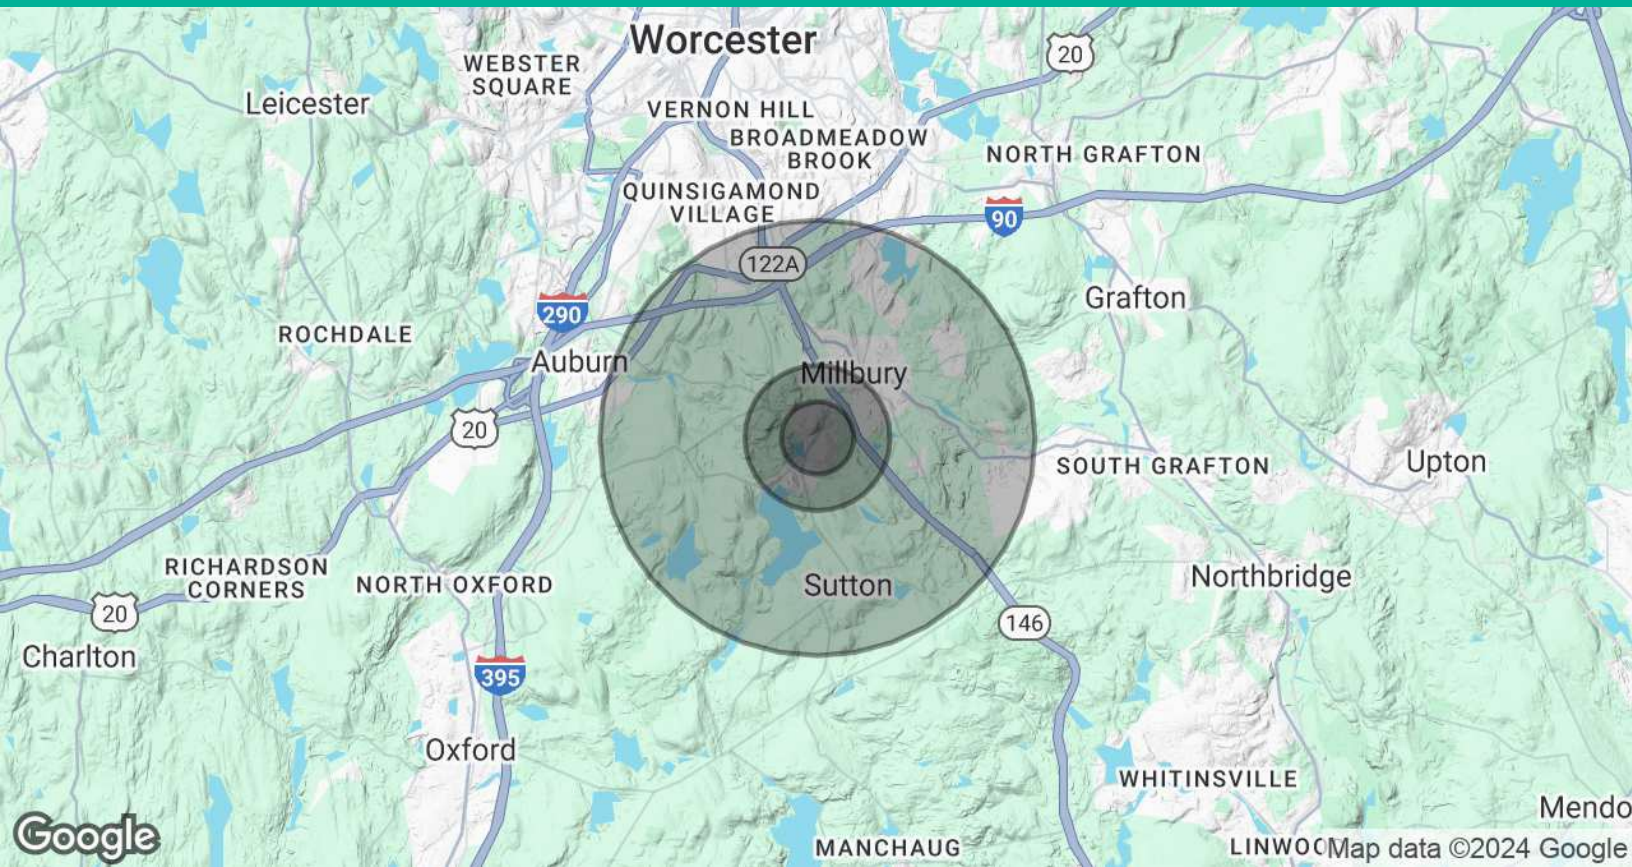 Worcester
20
WEBSTER
SQUARE
Leicester
VERNON HILL
BROADMEADOW
BROOK
NORTH GRAFTON
QUINSIGAMOND
VILLAGE
90
122A
Grafton
290
ROCHDALE
Auburn
Millbury
20
SOUTH GRAFTON
Upton
RICHARDSON
CORNERS
NORTH OXFORD
Sutton
Northbridge
20
146
Charlton
395
Oxford
WHITINSVILLE
Mendo
Google
MANCHAUG
LINWOO
Map data ©2024 Google